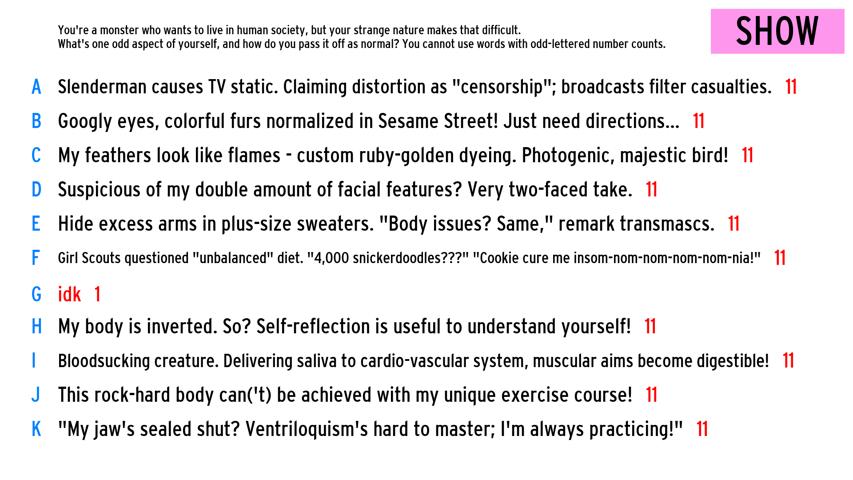 You're a monster who wants to live in human society, but your strange nature makes that difficult.
What's one odd aspect of yourself, and how do you pass it off as normal? You cannot use words with odd-lettered number counts.
SHOW
A Slenderman causes TV static. Claiming distortion as "censorship"; broadcasts filter casualties. 11
B Googly eyes, colorful furs normalized in Sesame Street! Just need directions... 11
C My feathers look like flames - custom ruby-golden dyeing. Photogenic, majestic bird! 11
D Suspicious of my double amount of facial features? Very two-faced take. 11
E Hide excess arms in plus-size sweaters. "Body issues? Same," remark transmascs. 11
F Girl Scouts questioned "unbalanced" diet. "4,000 snickerdoodles???" "Cookie cure me insom-nom-nom-nom-nom-nia!" 11
G idk 1
H My body is inverted. So? Self-reflection is useful to understand yourself! 11
I Bloodsucking creature. Delivering saliva to cardio-vascular system, muscular aims become digestible! 11
J This rock-hard body can('t) be achieved with my unique exercise course! 11
K "My jaw's sealed shut? Ventriloquism's hard to master; I'm always practicing!" 11